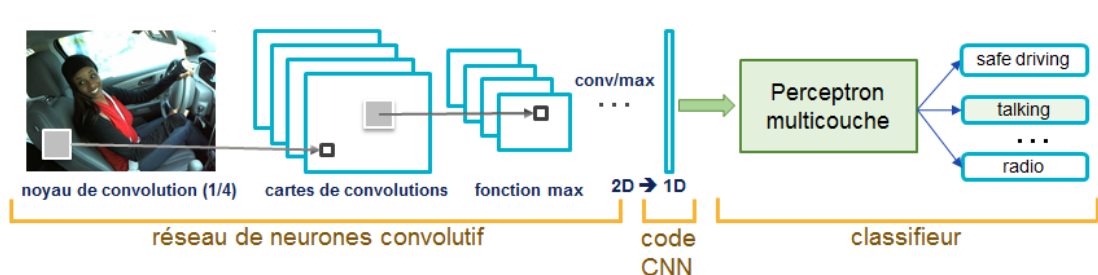 noyau de convolution (1/4)
cartes de convolutions
fonction max
conv/max
...
2D ➔ 1D
Perceptron
multicouche
safe driving
talking
...
radio
réseau de neurones convolutif
code
CNN
classifieur